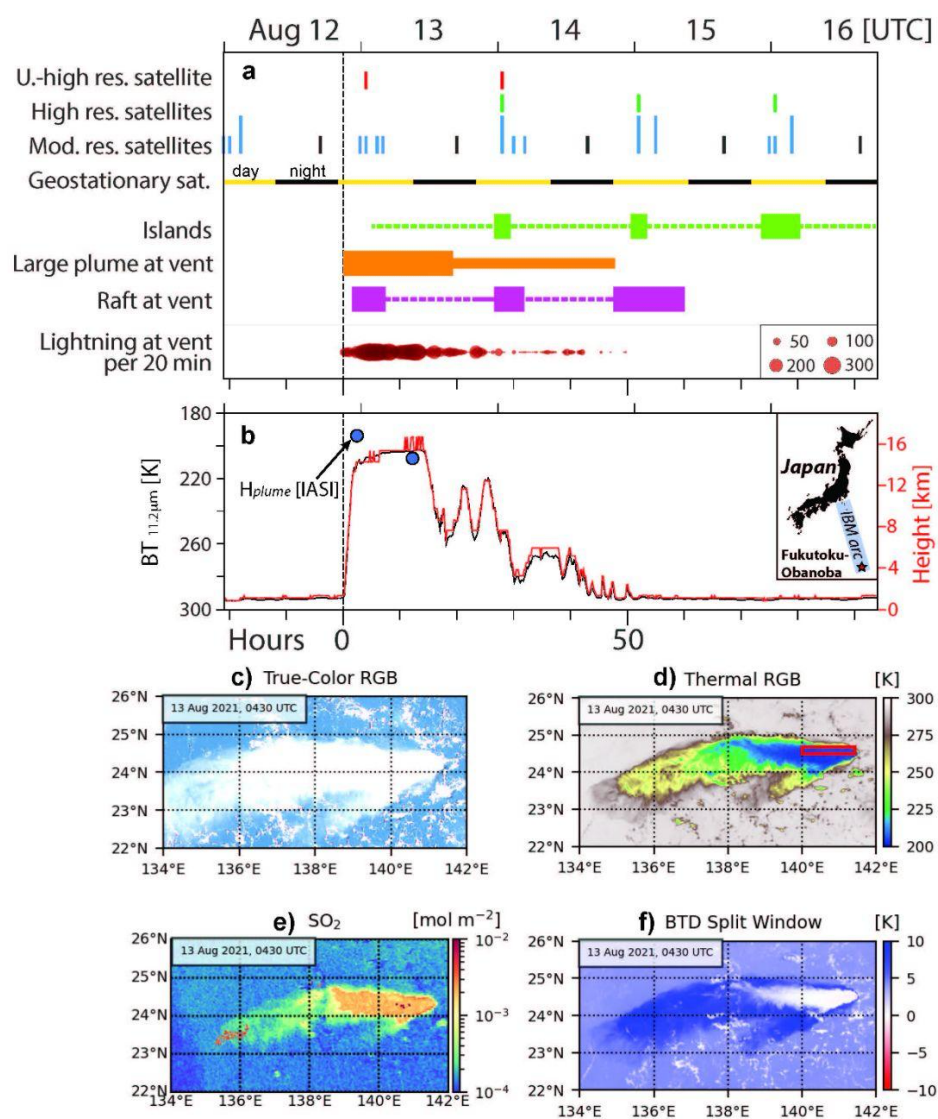 Aug 12 13 14 15 16 [UTC]
a
U.-high res. satellite
High res. satellites
Mod. res. satellites
day night
Geostationary sat.
Islands
Large plume at vent
Raft at vent
Lightning at vent
per 20 min
50 100
200 300
b
180
220
260
300
BT 11.2µm [K]
Hplume [IASI]
Japan
IBM arc
Fukutoku-
Obanoba
16
12
8
4
0
Height [km]
Hours 0 50
c) True-Color RGB
26°N
25°N
24°N
23°N
22°N
13 Aug 2021, 0430 UTC
134°E 136°E 138°E 140°E 142°E
d) Thermal RGB [K]
26°N
25°N
24°N
23°N
22°N
13 Aug 2021, 0430 UTC
134°E 136°E 138°E 140°E 142°E
300
275
250
225
200
e) SO2 [mol m−2]
26°N
25°N
24°N
23°N
22°N
13 Aug 2021, 0430 UTC
134°E 136°E 138°E 140°E
10−2
10−3
10−4
f) BTD Split Window [K]
26°N
25°N
24°N
23°N
22°N
13 Aug 2021, 0430 UTC
134°E 136°E 138°E 140°E 142°E
10
5
0
−5
−10